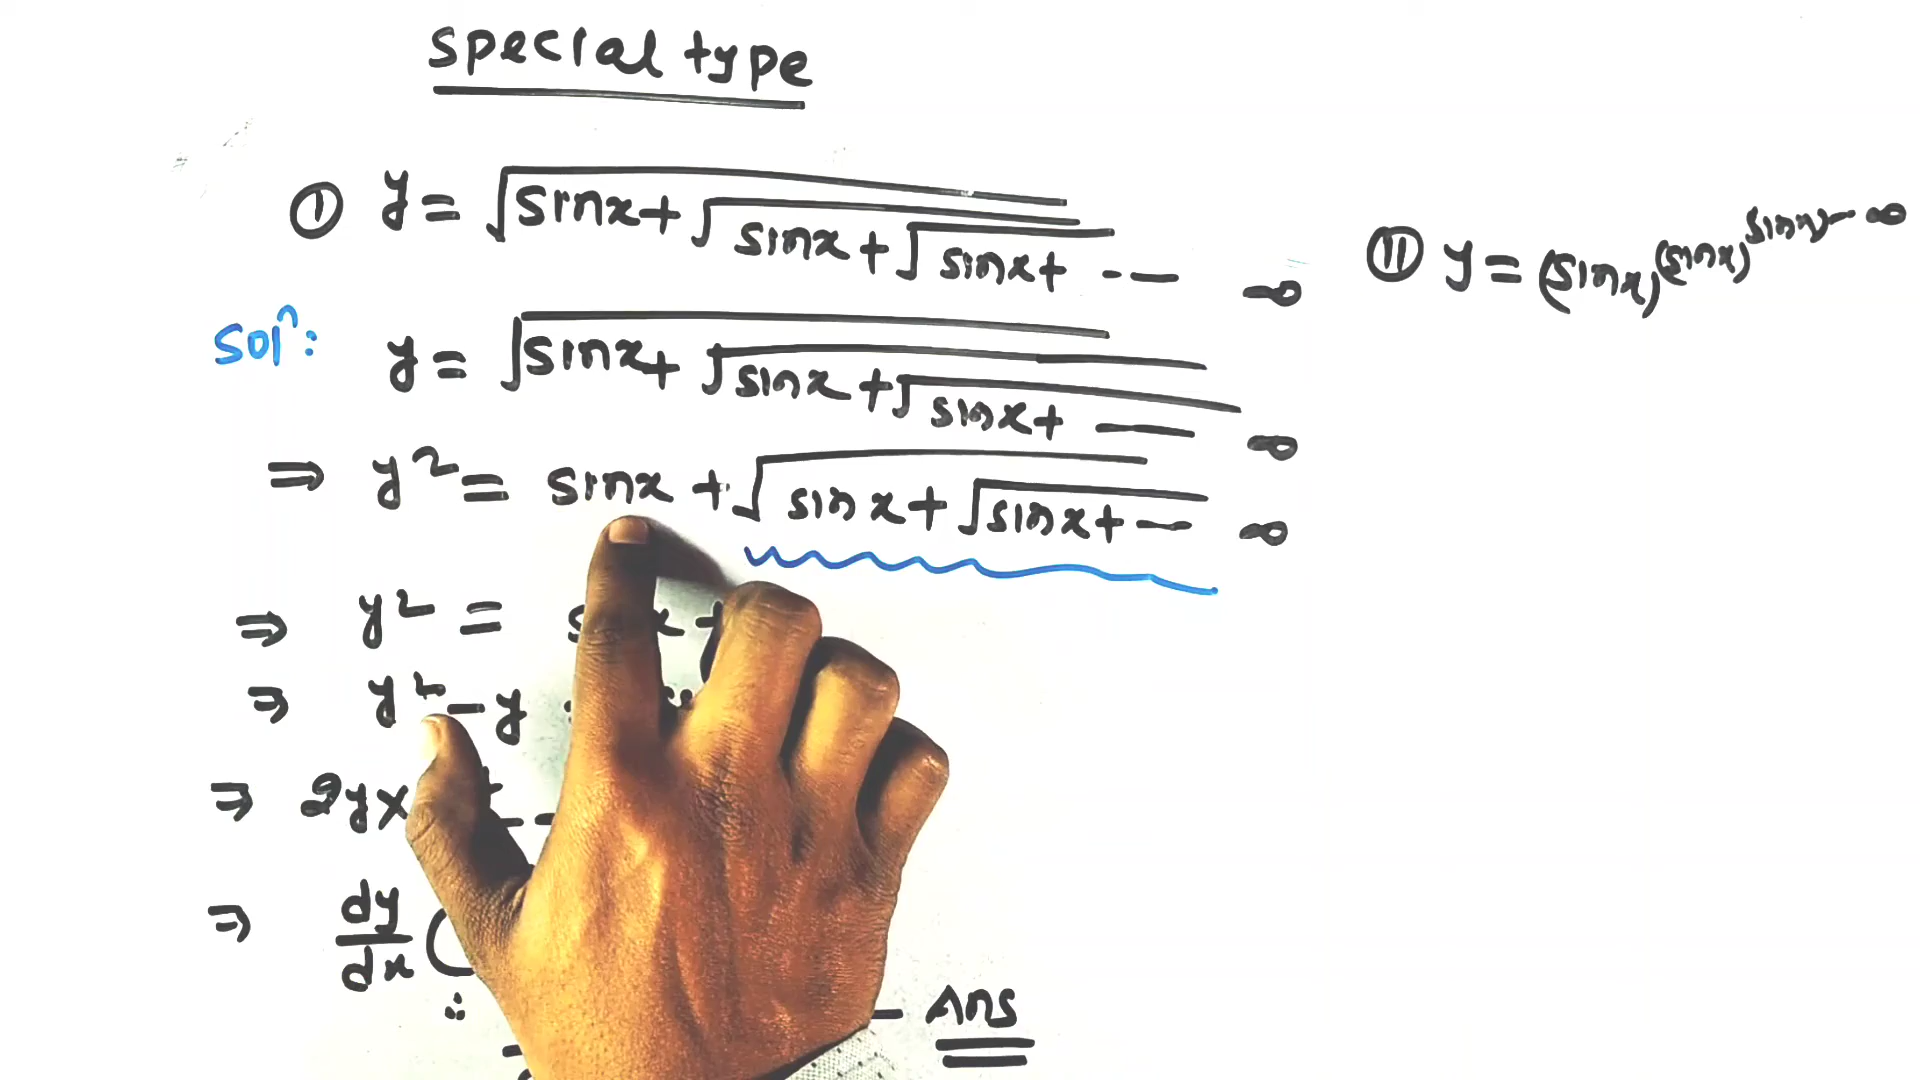 special type
① y = √sinx + √sinx + √sinx + -- ∞
Solⁿ: y = √sinx + √sinx + √sinx + — ∞
⇒ y² = sinx + √sinx + √sinx + — ∞
⇒ y² =
⇒ y² - y
⇒ 2y×
⇒ dy/dx (
∴
— Ans
⑪ y = (sinx)^(sinx)^sinx) -- ∞